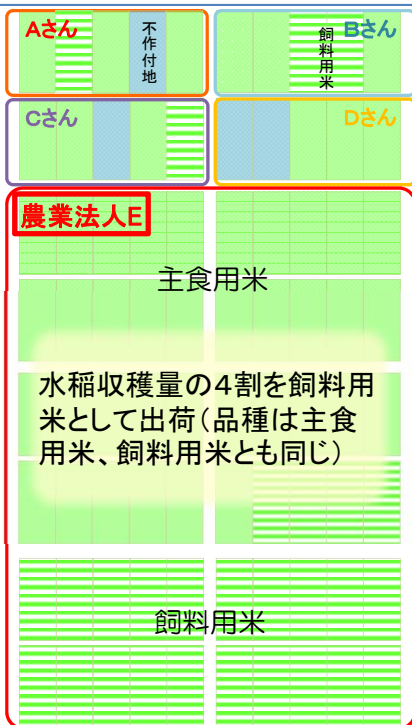 Aさん
不作付地
飼料用米
Bさん
Cさん
Dさん
農業法人E
主食用米
水稲収穫量の4割を飼料用
米として出荷(品種は主食
用米、飼料用米とも同じ)
飼料用米